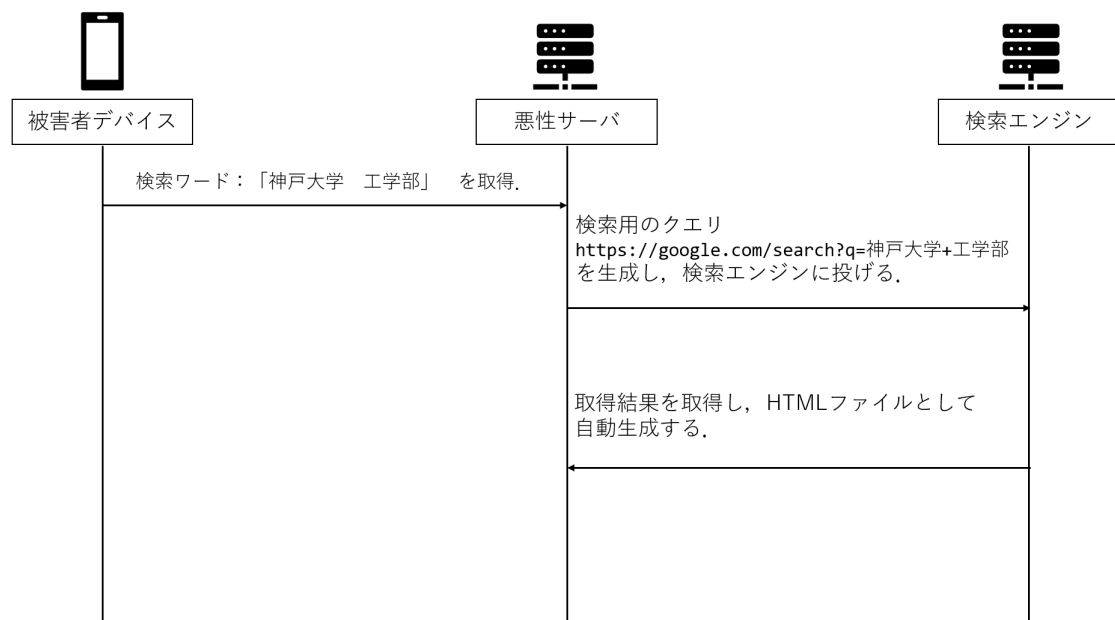 被害者デバイス
悪性サーバ
検索エンジン
検索ワード：「神戸大学　工学部」　を取得．
検索用のクエリ
https://google.com/search?q=神戸大学+工学部
を生成し，検索エンジンに投げる．
取得結果を取得し，HTMLファイルとして
自動生成する．